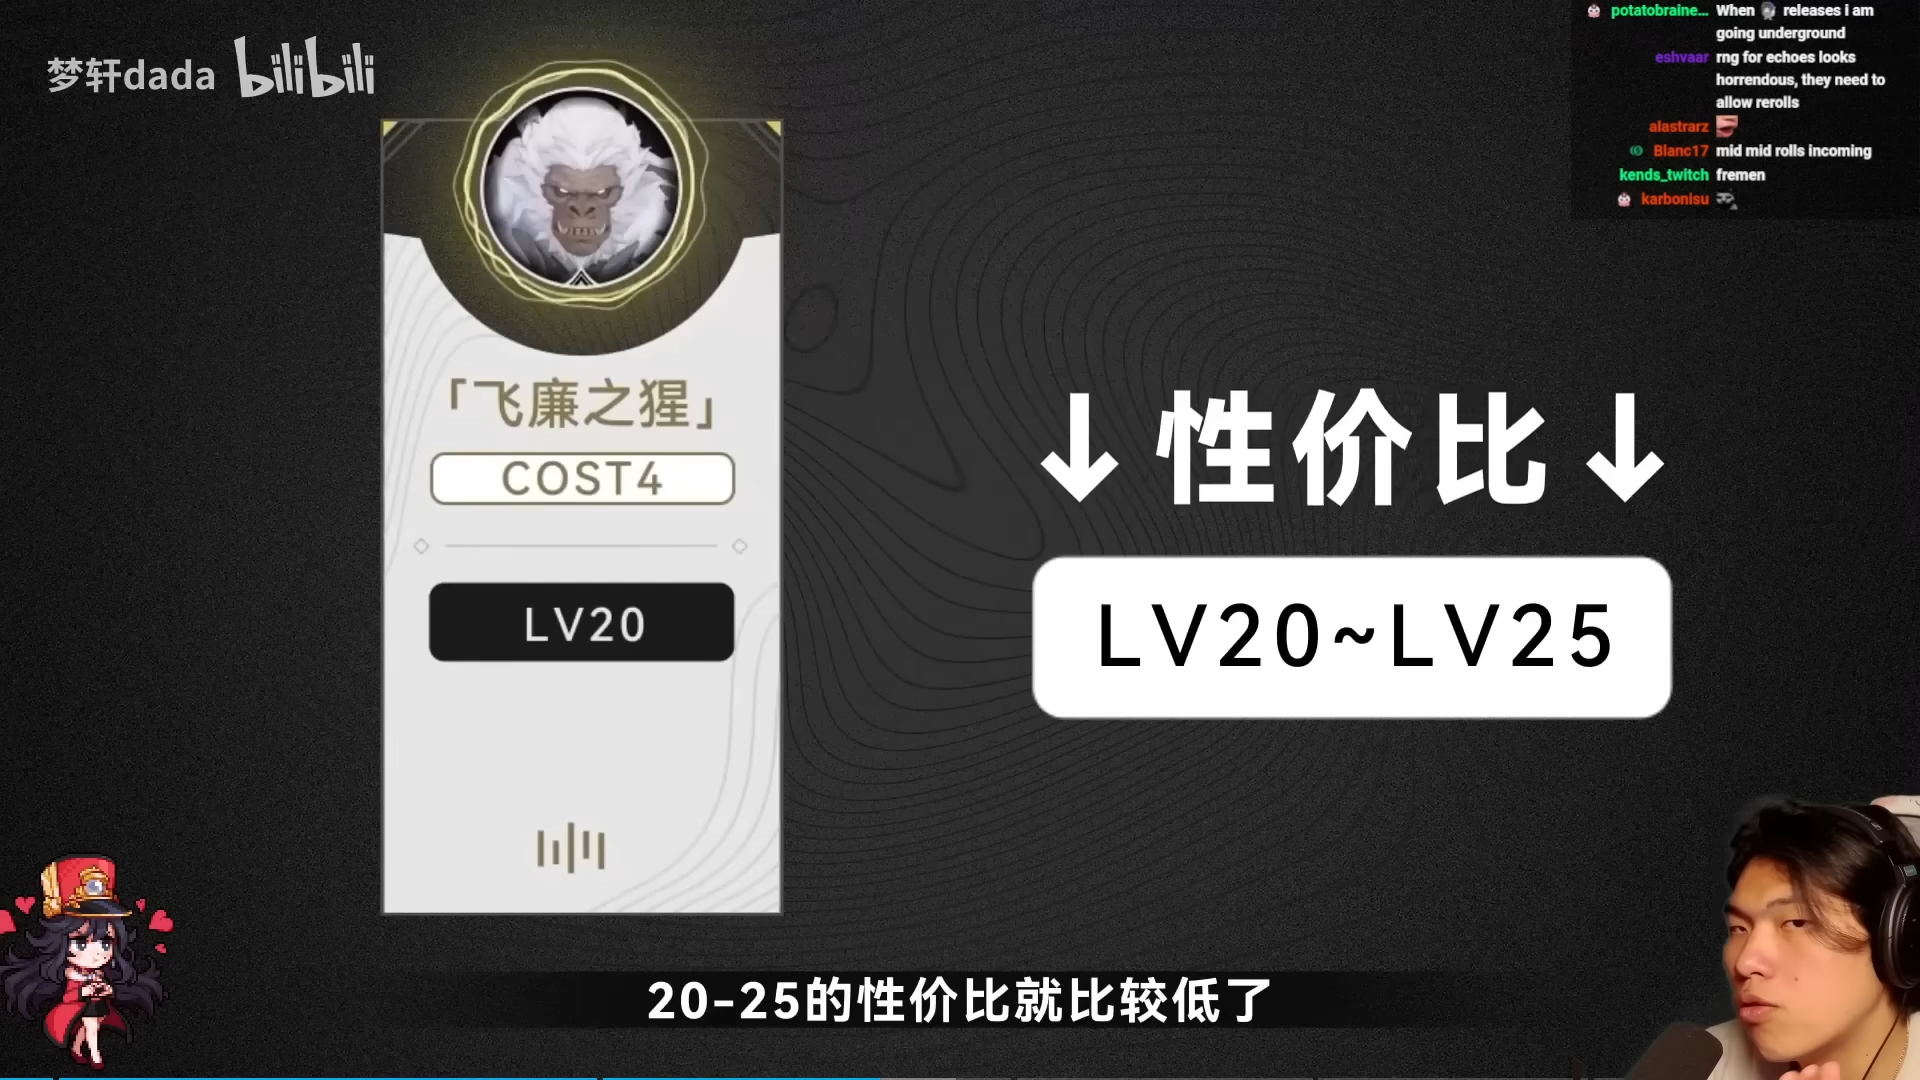 梦轩dada bilibili
「飞廉之猩」
COST4
LV20
↓性价比↓
LV20~LV25
20-25的性价比就比较低了
potatobraine... When releases i am
going underground
eshvaar rng for echoes looks
horrendous, they need to
allow rerolls
alastrarz
Blanc17 mid mid rolls incoming
kends_twitch fremen
karbonisu